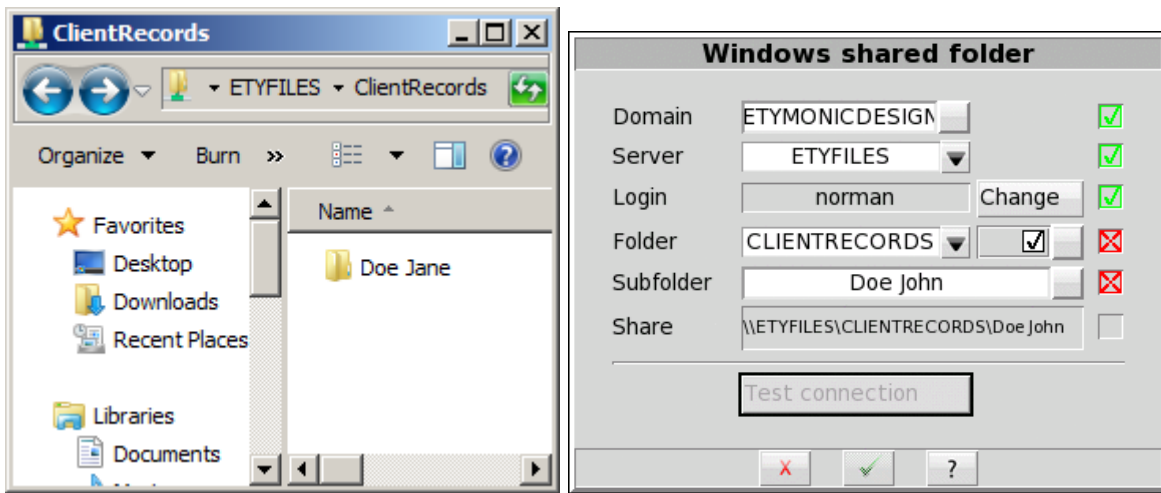 ClientRecords
ETYFILES ClientRecords
Organize Burn »
Name
Favorites
Desktop
Doe Jane
Downloads
Recent Places
Libraries
Documents
Windows shared folder
Domain ETYMONICDESIGN
Server ETYFILES
Login norman Change
Folder CLIENTRECORDS
Subfolder Doe John
Share \\ETYFILES\CLIENTRECORDS\Doe John
Test connection
X ?